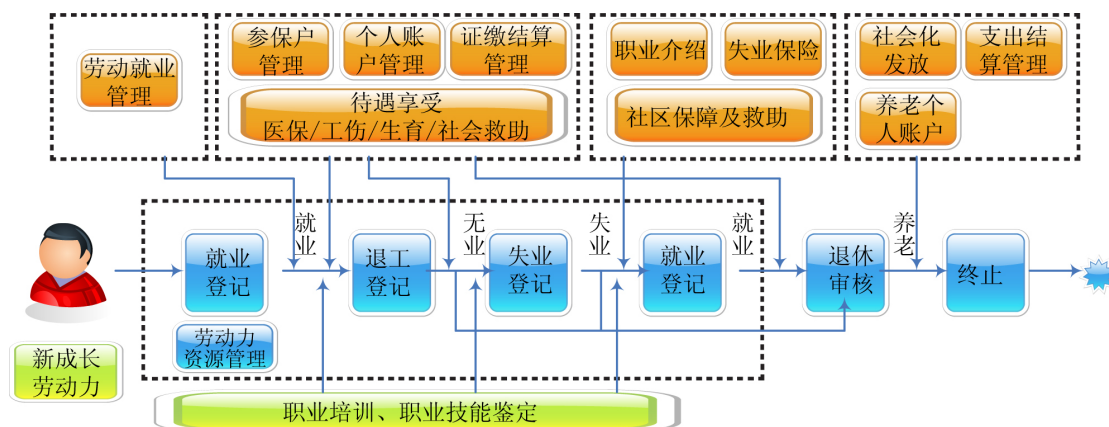 劳动就业
管理
参保户
管理
个人账
户管理
证缴结算
管理
待遇享受
医保/工伤/生育/社会救助
职业介绍
失业保险
社区保障及救助
社会化
发放
支出结
算管理
养老个
人账户
就业
无业
失业
就业
养老
就业
登记
退工
登记
失业
登记
就业
登记
退休
审核
终止
劳动力
资源管理
新成长
劳动力
职业培训、职业技能鉴定